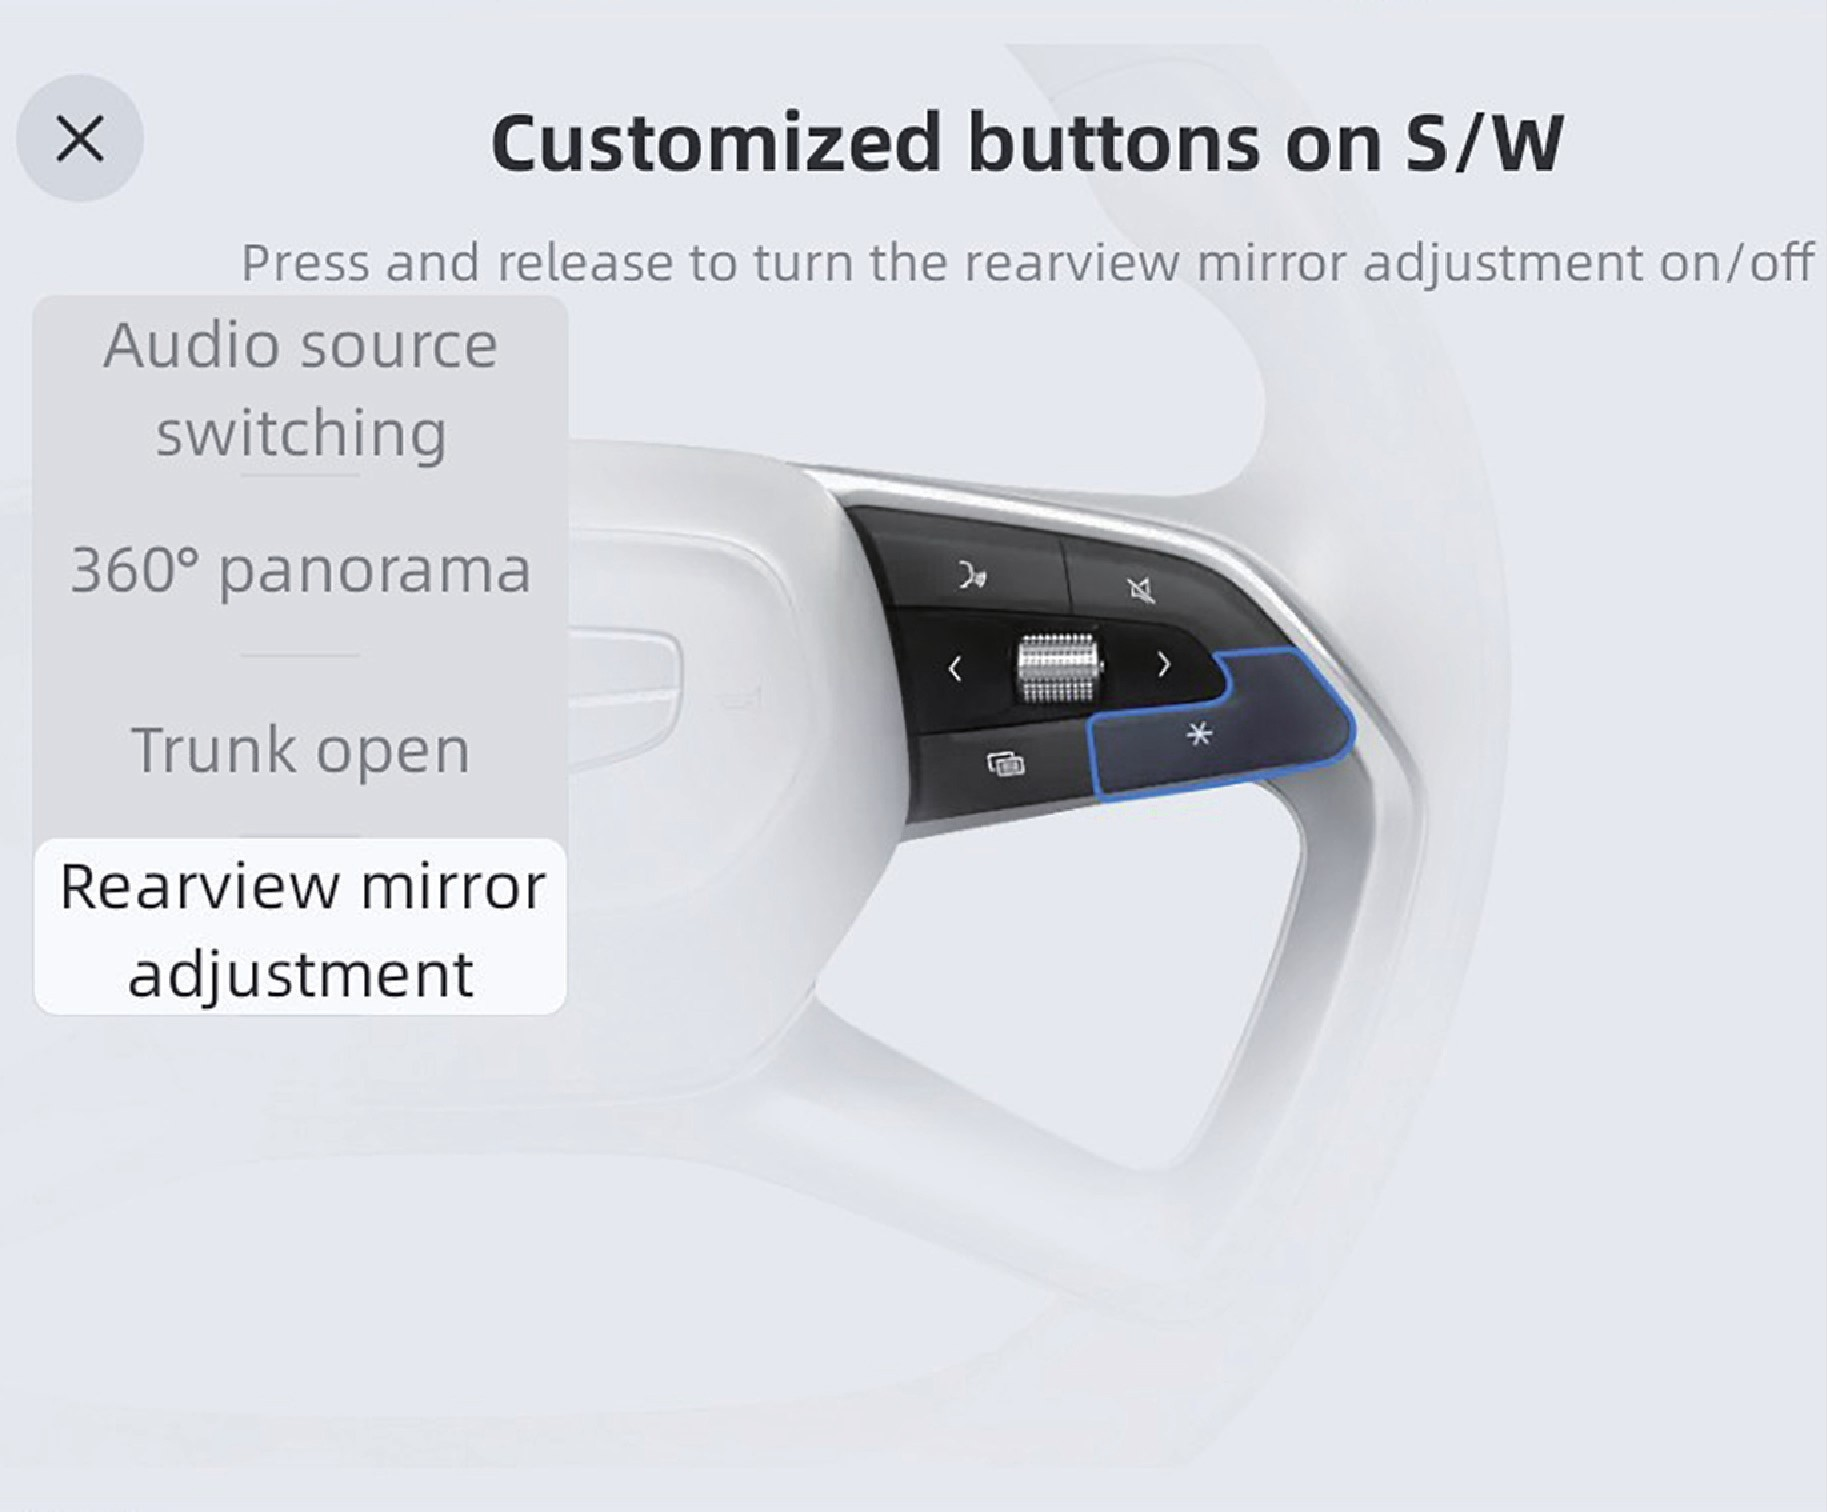 Customized buttons on S/W
Press and release to turn the rearview mirror adjustment on/off
Audio source
switching
360° panorama
Trunk open
Rearview mirror
adjustment